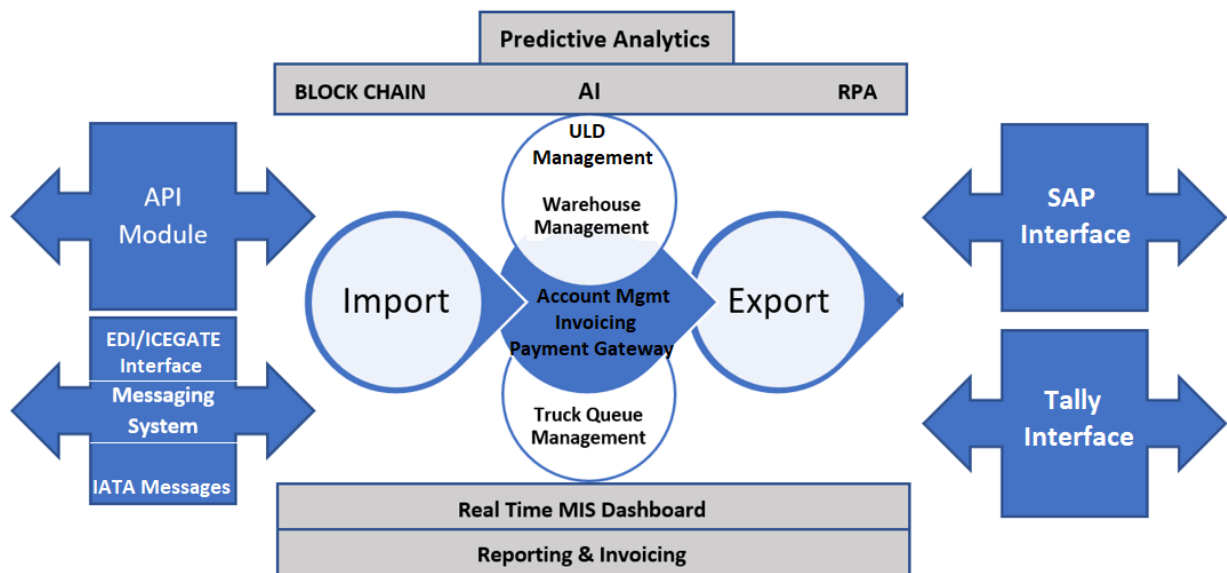 Predictive Analytics
BLOCK CHAIN AI RPA
API
Module
EDI/ICEGATE
Interface
Messaging
System
IATA Messages
Import
ULD
Management
Warehouse
Management
Account Mgmt
Invoicing
Payment Gateway
Truck Queue
Management
Export
SAP
Interface
Tally
Interface
Real Time MIS Dashboard
Reporting & Invoicing